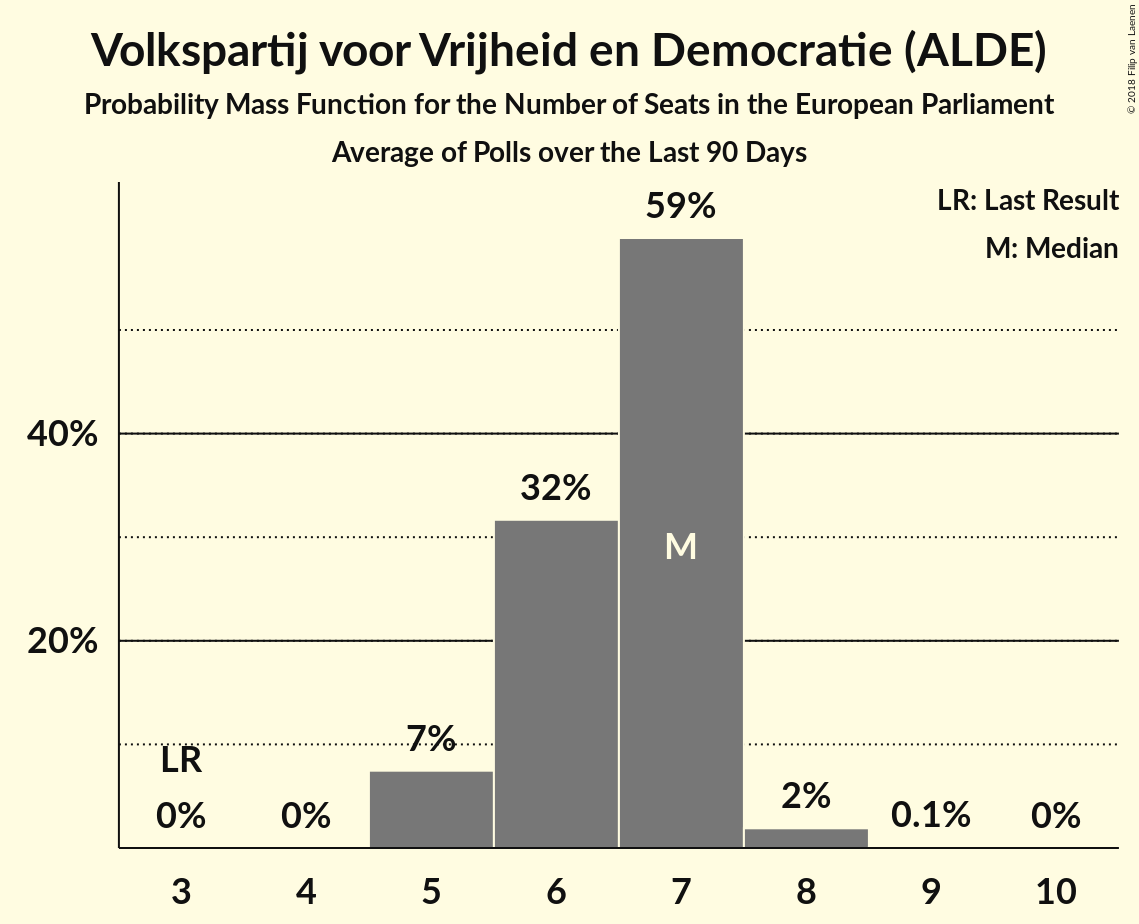 Volkspartij voor Vrijheid en Democratie (ALDE)
Probability Mass Function for the Number of Seats in the European Parliament
Average of Polls over the Last 90 Days
© 2018 Filip van Laenen
LR: Last Result
M: Median
59%
40%
32%
M
20%
7%
LR
0%
0%
2%
0.1%
0%
3 4 5 6 7 8 9 10